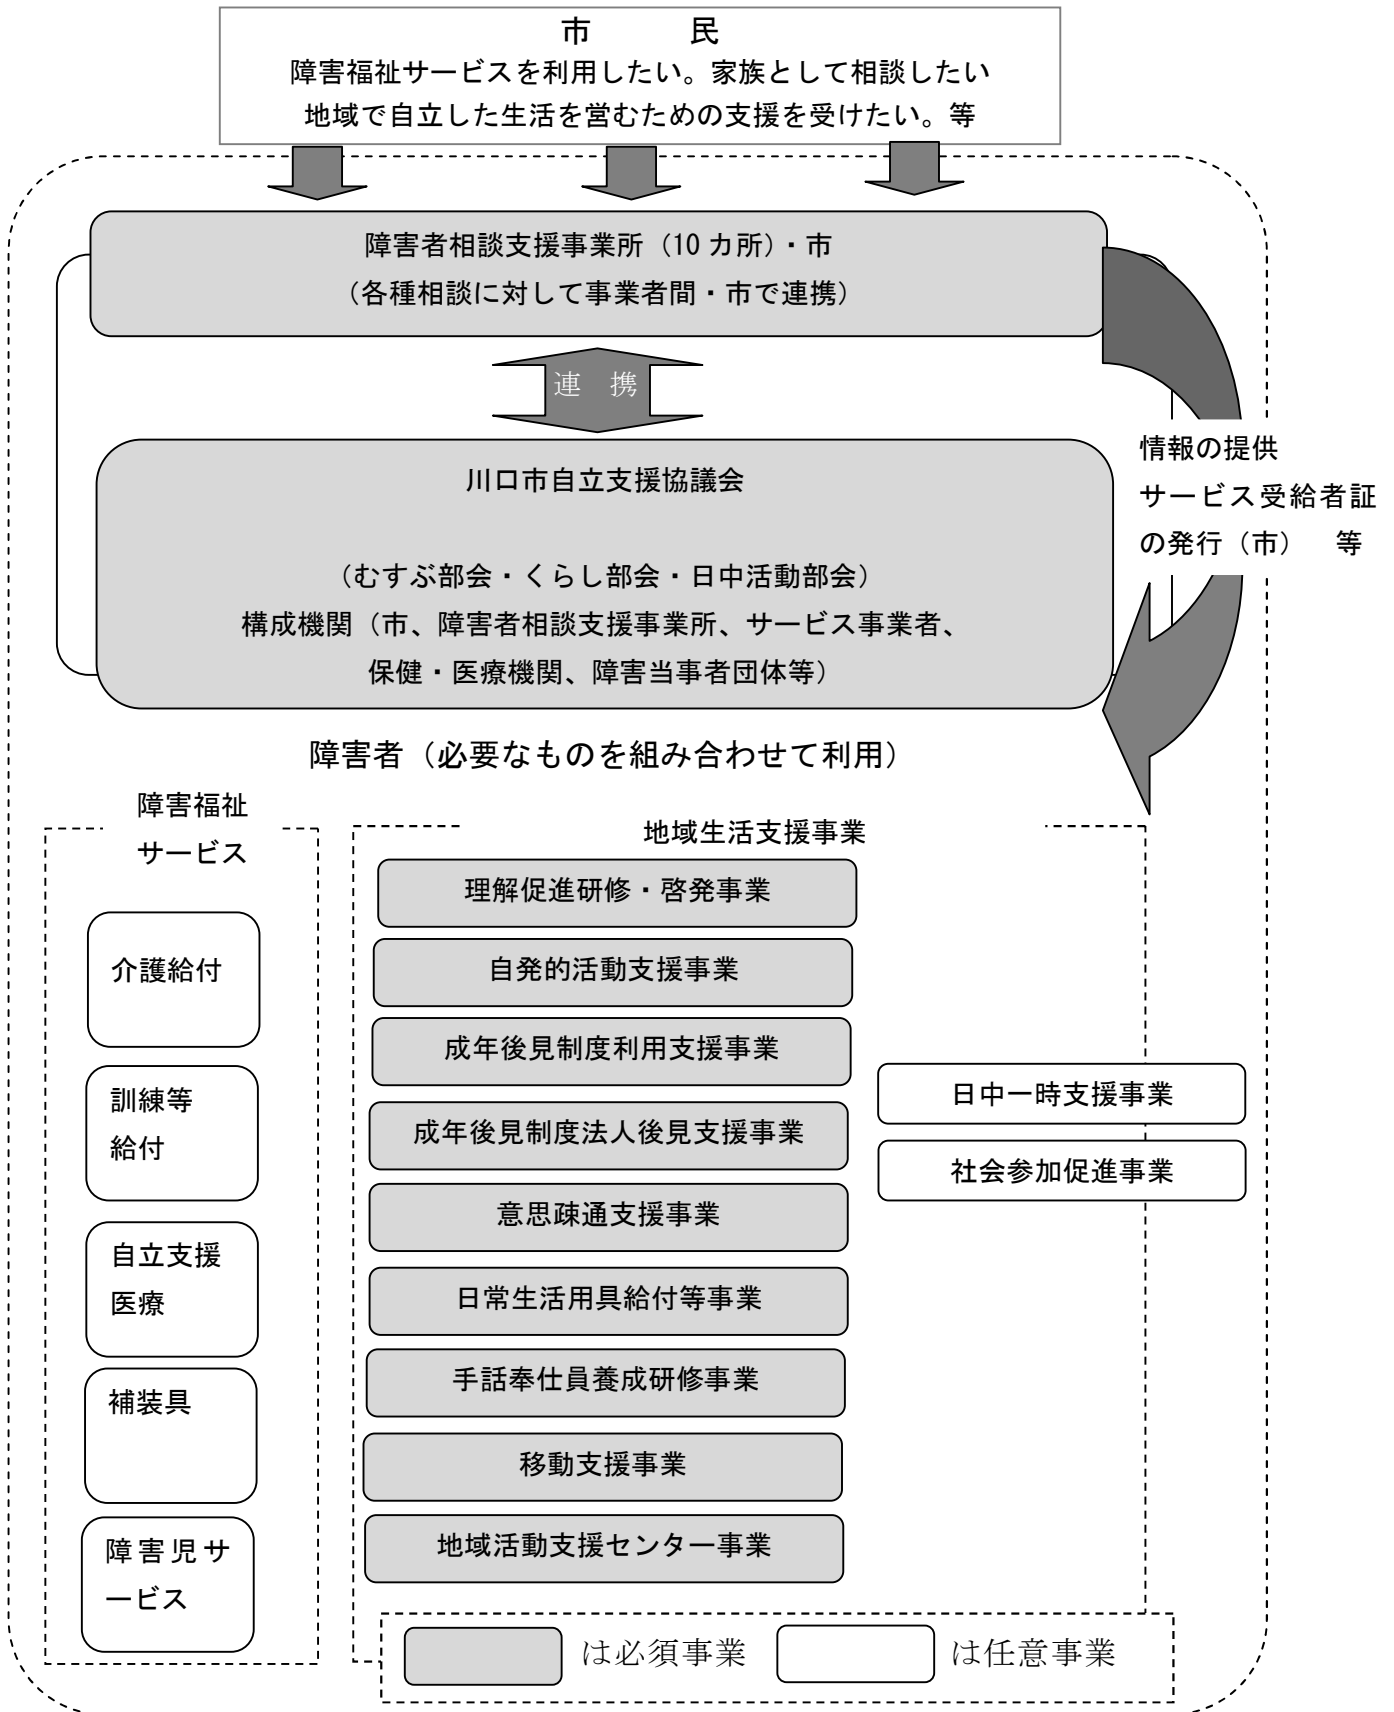 市　　　民
障害福祉サービスを利用したい。家族として相談したい
地域で自立した生活を営むための支援を受けたい。等
障害者相談支援事業所（10カ所）・市
（各種相談に対して事業者間・市で連携）
連　携
川口市自立支援協議会
（むすぶ部会・くらし部会・日中活動部会）
構成機関（市、障害者相談支援事業所、サービス事業者、
保健・医療機関、障害当事者団体等）
情報の提供
サービス受給者証
の発行（市）　等
障害者（必要なものを組み合わせて利用）
障害福祉
サービス
介護給付
訓練等
給付
自立支援
医療
補装具
障害児サ
ービス
地域生活支援事業
理解促進研修・啓発事業
自発的活動支援事業
成年後見制度利用支援事業
成年後見制度法人後見支援事業
意思疎通支援事業
日常生活用具給付等事業
手話奉仕員養成研修事業
移動支援事業
地域活動支援センター事業
日中一時支援事業
社会参加促進事業
は必須事業
は任意事業